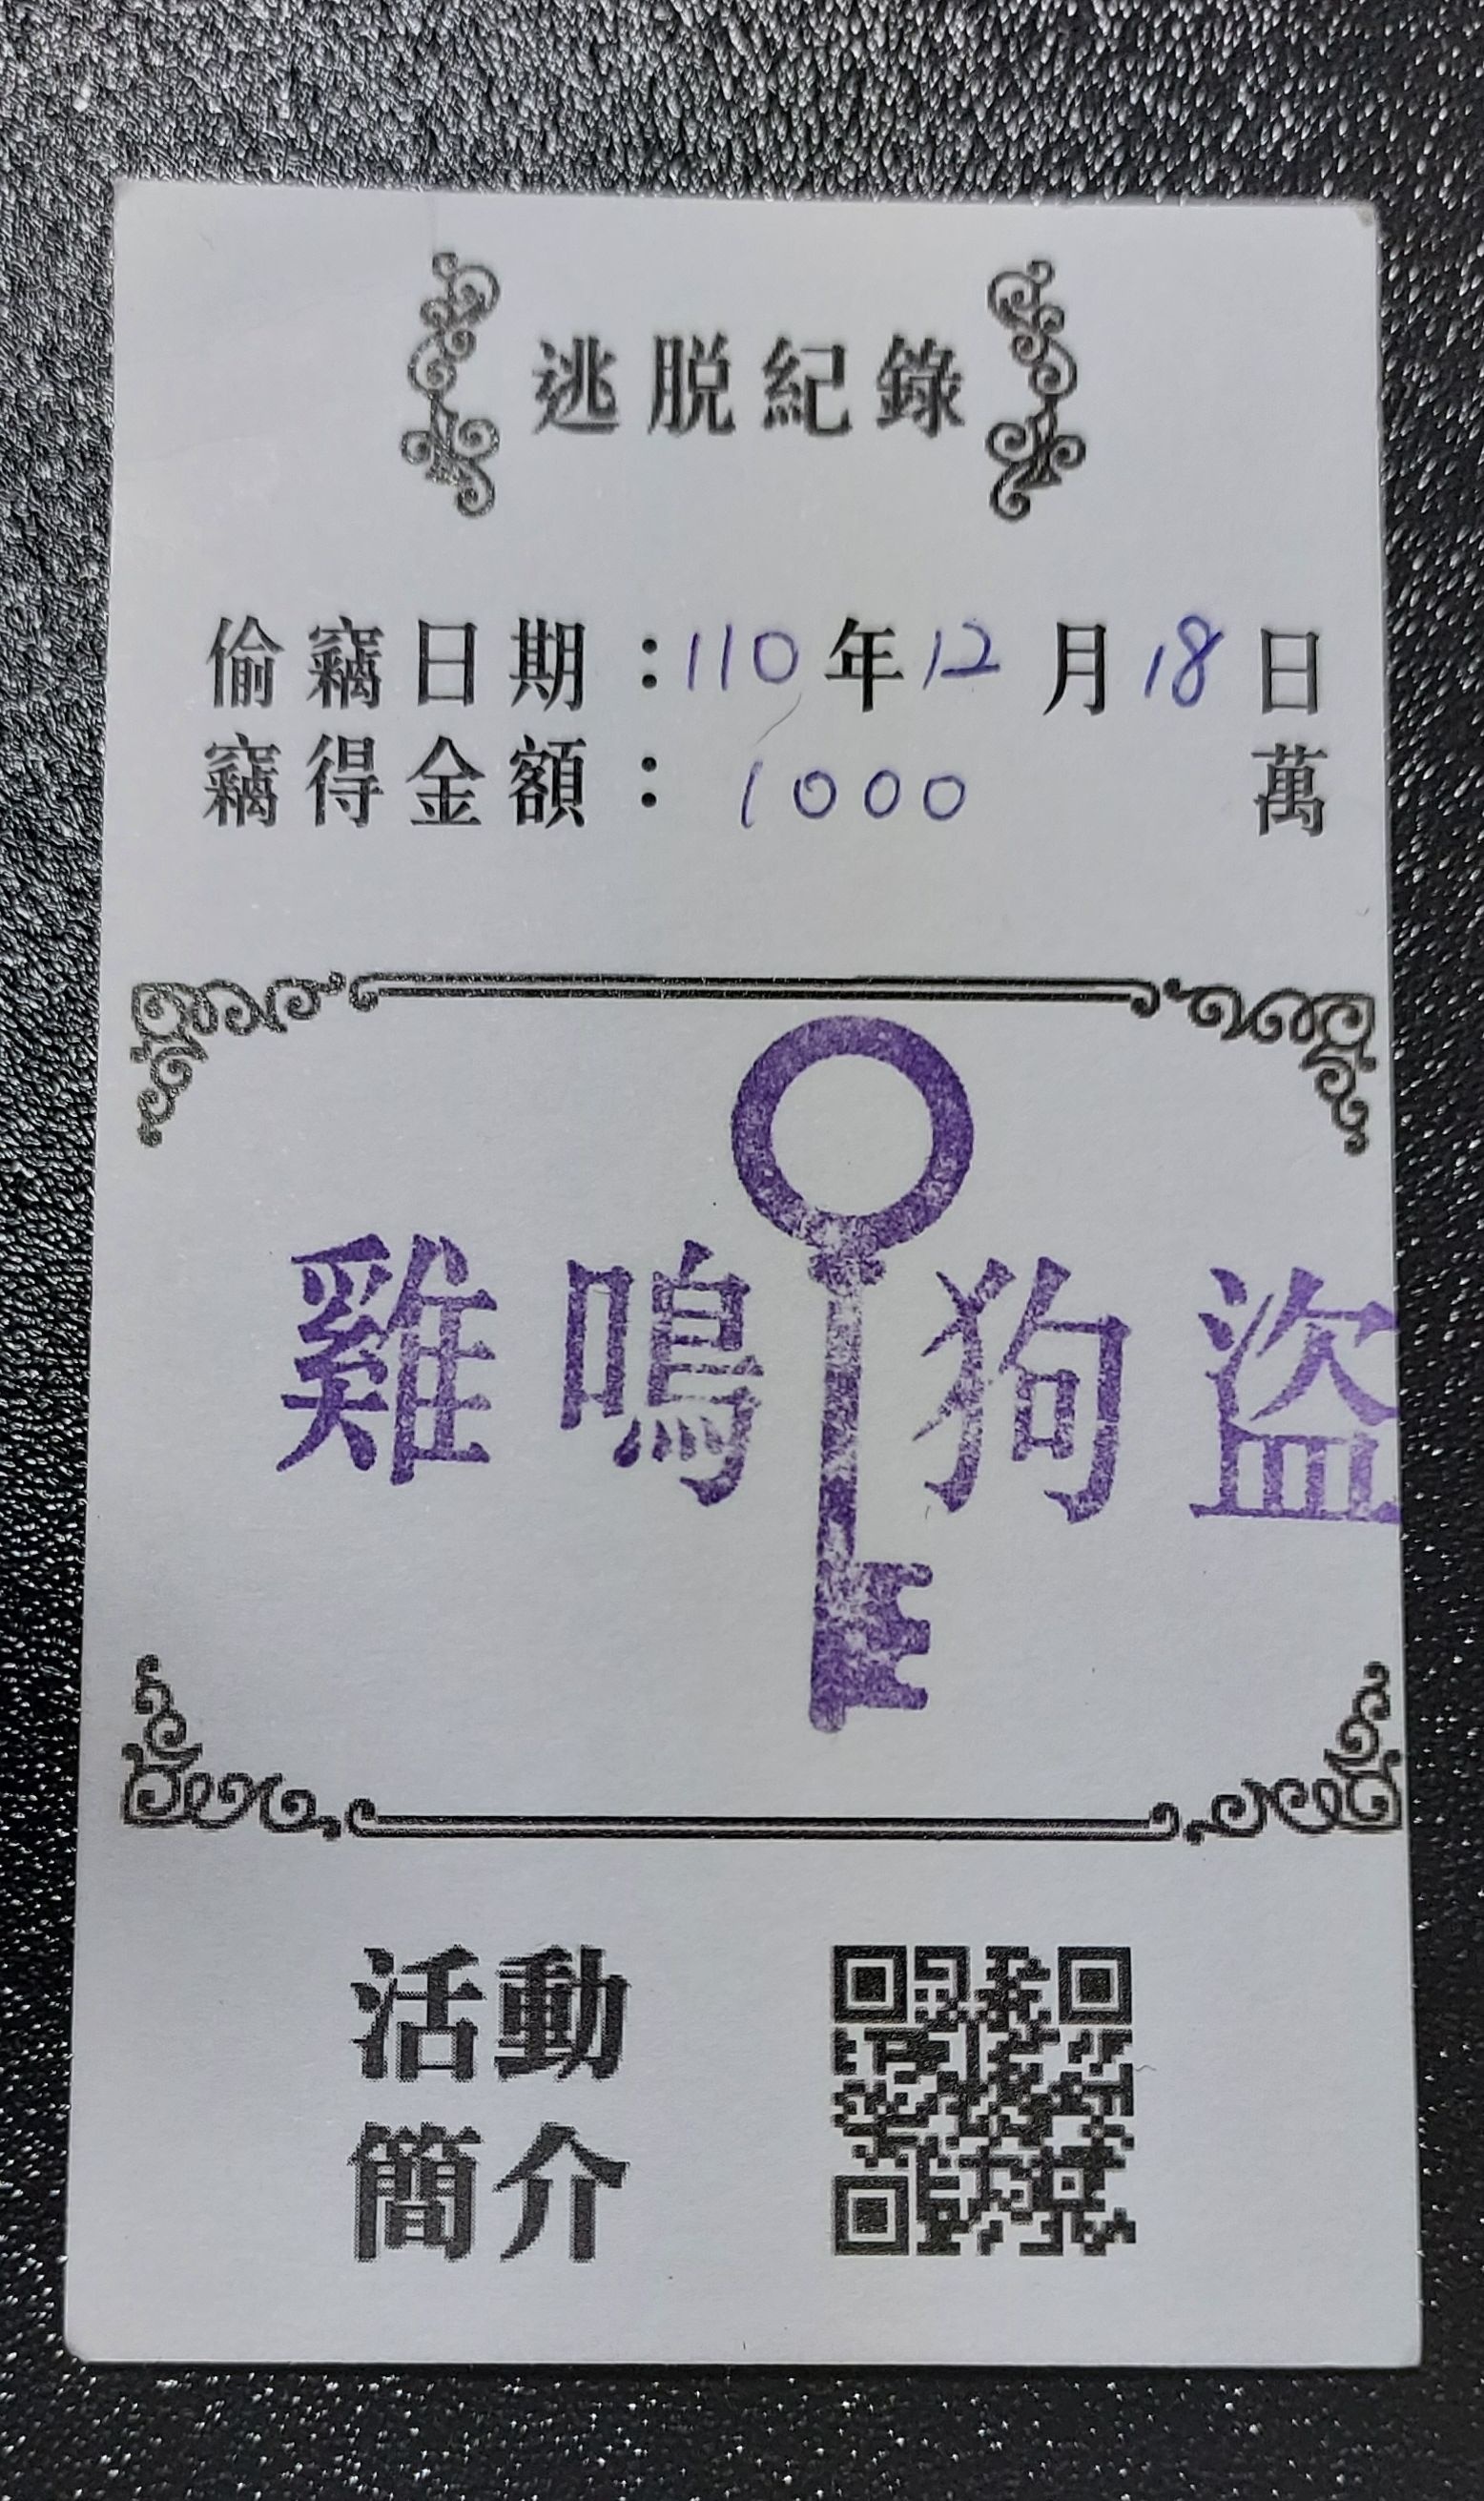 逃脱紀錄
偷竊日期：110年12月18日
竊得金額：1000萬
雞鳴狗盜
活動
簡介